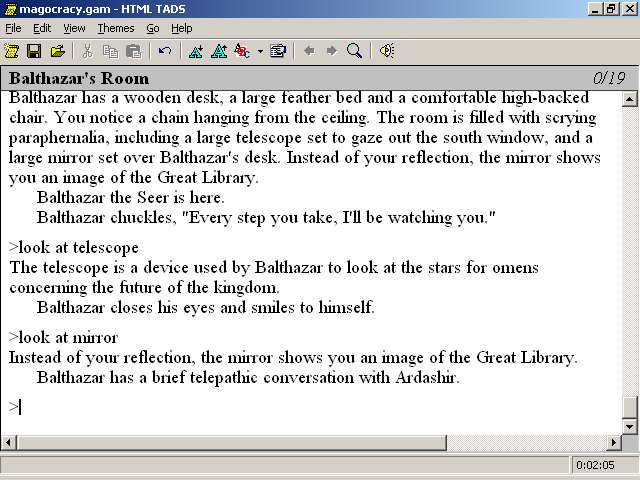 magocracy.gam - HTML TADS
File Edit View Themes Go Help
Abc
Balthazar's Room 0/19
Balthazar has a wooden desk, a large feather bed and a comfortable high-backed
chair. You notice a chain hanging from the ceiling. The room is filled with scrying
paraphernalia, including a large telescope set to gaze out the south window, and a
large mirror set over Balthazar's desk. Instead of your reflection, the mirror shows
you an image of the Great Library.
Balthazar the Seer is here.
Balthazar chuckles, "Every step you take, I'll be watching you."
>look at telescope
The telescope is a device used by Balthazar to look at the stars for omens
concerning the future of the kingdom.
Balthazar closes his eyes and smiles to himself.
>look at mirror
Instead of your reflection, the mirror shows you an image of the Great Library.
Balthazar has a brief telepathic conversation with Ardashir.
>
0:02:05